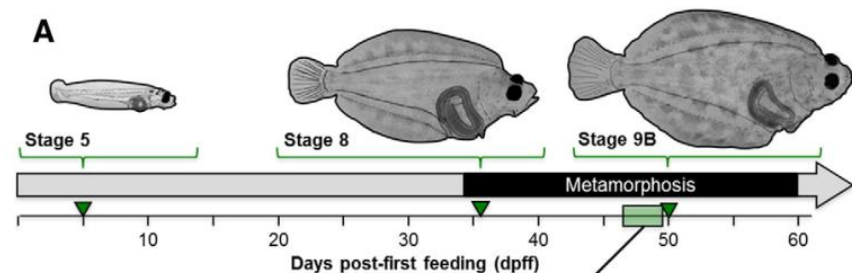 A
Stage 5
Stage 8
Stage 9B
Metamorphosis
10 20 30 40 50 60
Days post-first feeding (dpff)